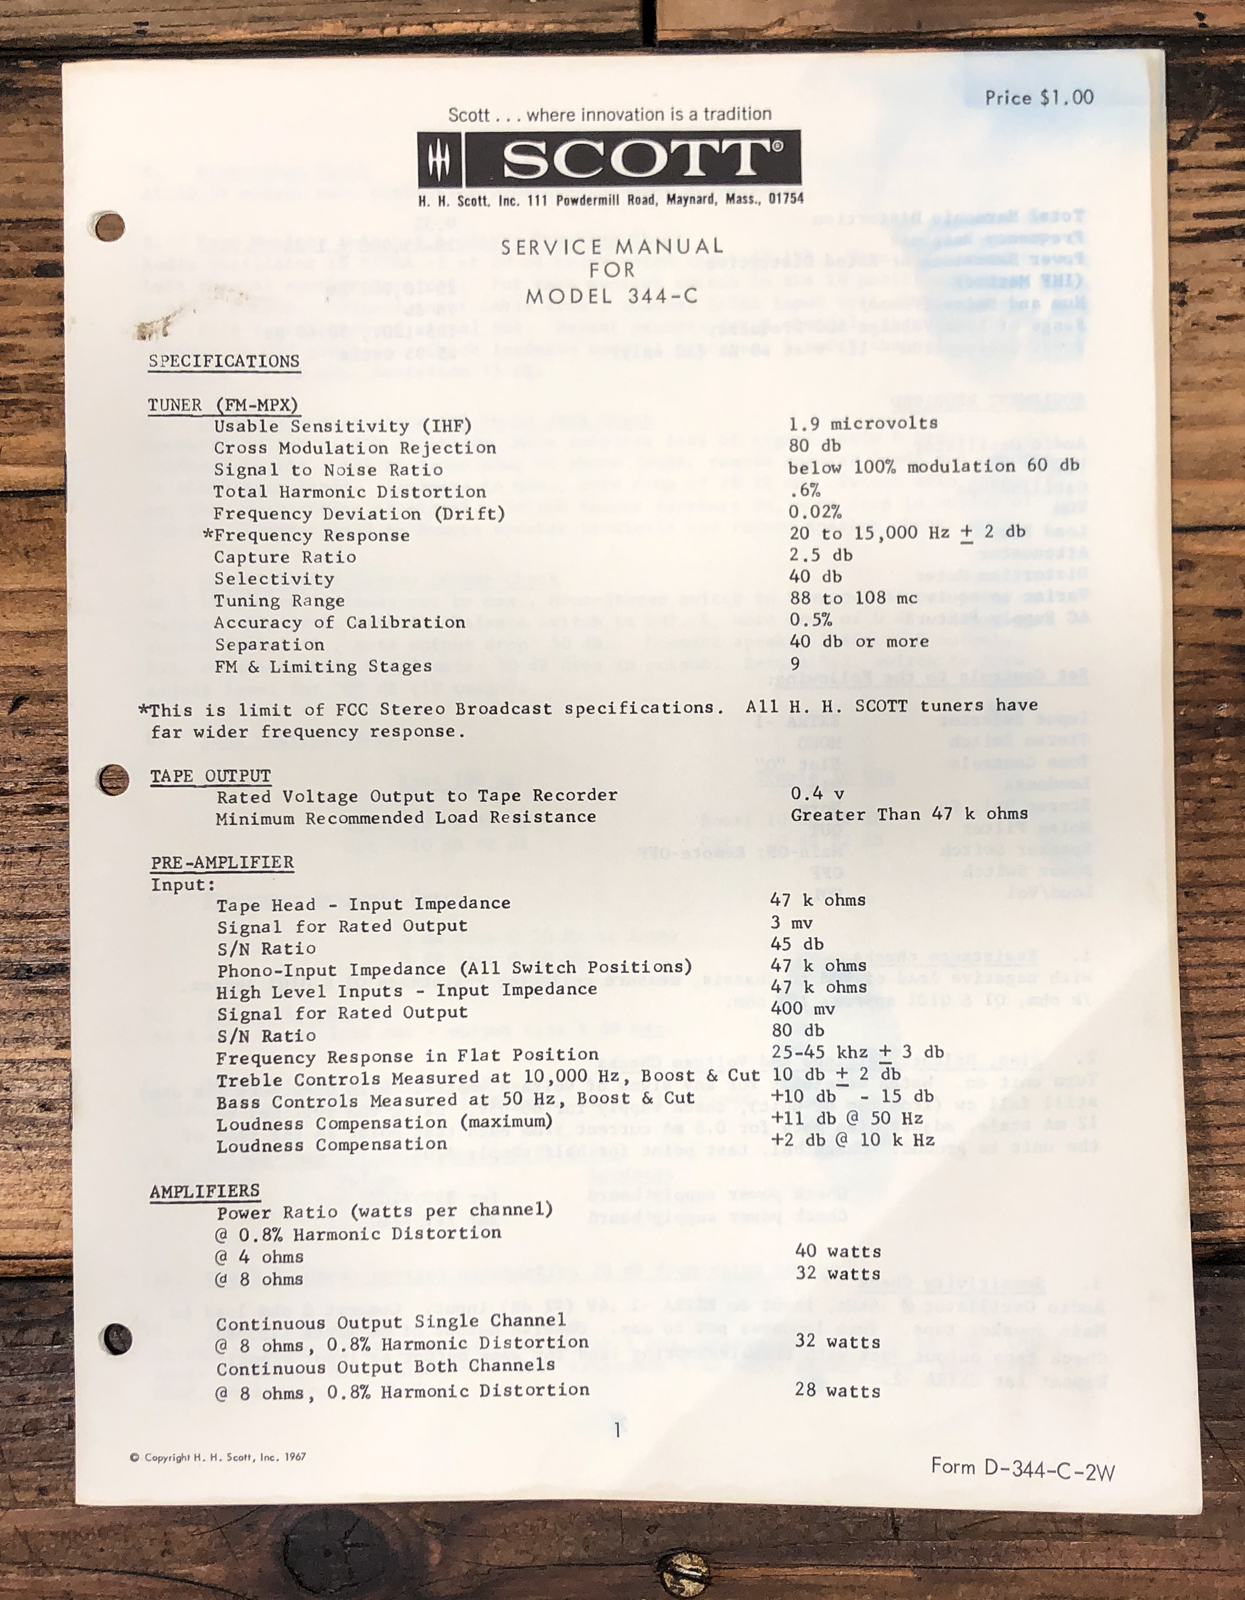 Price $1.00
Scott . . . where innovation is a tradition
SCOTT®
H. H. Scott, Inc. 111 Powdermill Road, Maynard, Mass., 01754
SERVICE MANUAL
FOR
MODEL 344-C
SPECIFICATIONS
TUNER (FM-MPX)
Usable Sensitivity (IHF) 1.9 microvolts
Cross Modulation Rejection 80 db
Signal to Noise Ratio below 100% modulation 60 db
Total Harmonic Distortion .6%
Frequency Deviation (Drift) 0.02%
*Frequency Response 20 to 15,000 Hz ± 2 db
Capture Ratio 2.5 db
Selectivity 40 db
Tuning Range 88 to 108 mc
Accuracy of Calibration 0.5%
Separation 40 db or more
FM & Limiting Stages 9
*This is limit of FCC Stereo Broadcast specifications. All H. H. SCOTT tuners have
far wider frequency response.
TAPE OUTPUT
Rated Voltage Output to Tape Recorder 0.4 v
Minimum Recommended Load Resistance Greater Than 47 k ohms
PRE-AMPLIFIER
Input:
Tape Head - Input Impedance 47 k ohms
Signal for Rated Output 3 mv
S/N Ratio 45 db
Phono-Input Impedance (All Switch Positions) 47 k ohms
High Level Inputs - Input Impedance 47 k ohms
Signal for Rated Output 400 mv
S/N Ratio 80 db
Frequency Response in Flat Position 25-45 khz ± 3 db
Treble Controls Measured at 10,000 Hz, Boost & Cut 10 db ± 2 db
Bass Controls Measured at 50 Hz, Boost & Cut +10 db - 15 db
Loudness Compensation (maximum) +11 db @ 50 Hz
Loudness Compensation +2 db @ 10 k Hz
AMPLIFIERS
Power Ratio (watts per channel)
@ 0.8% Harmonic Distortion
@ 4 ohms 40 watts
@ 8 ohms 32 watts
Continuous Output Single Channel
@ 8 ohms, 0.8% Harmonic Distortion 32 watts
Continuous Output Both Channels
@ 8 ohms, 0.8% Harmonic Distortion 28 watts
1
© Copyright H. H. Scott, Inc. 1967
Form D-344-C-2W